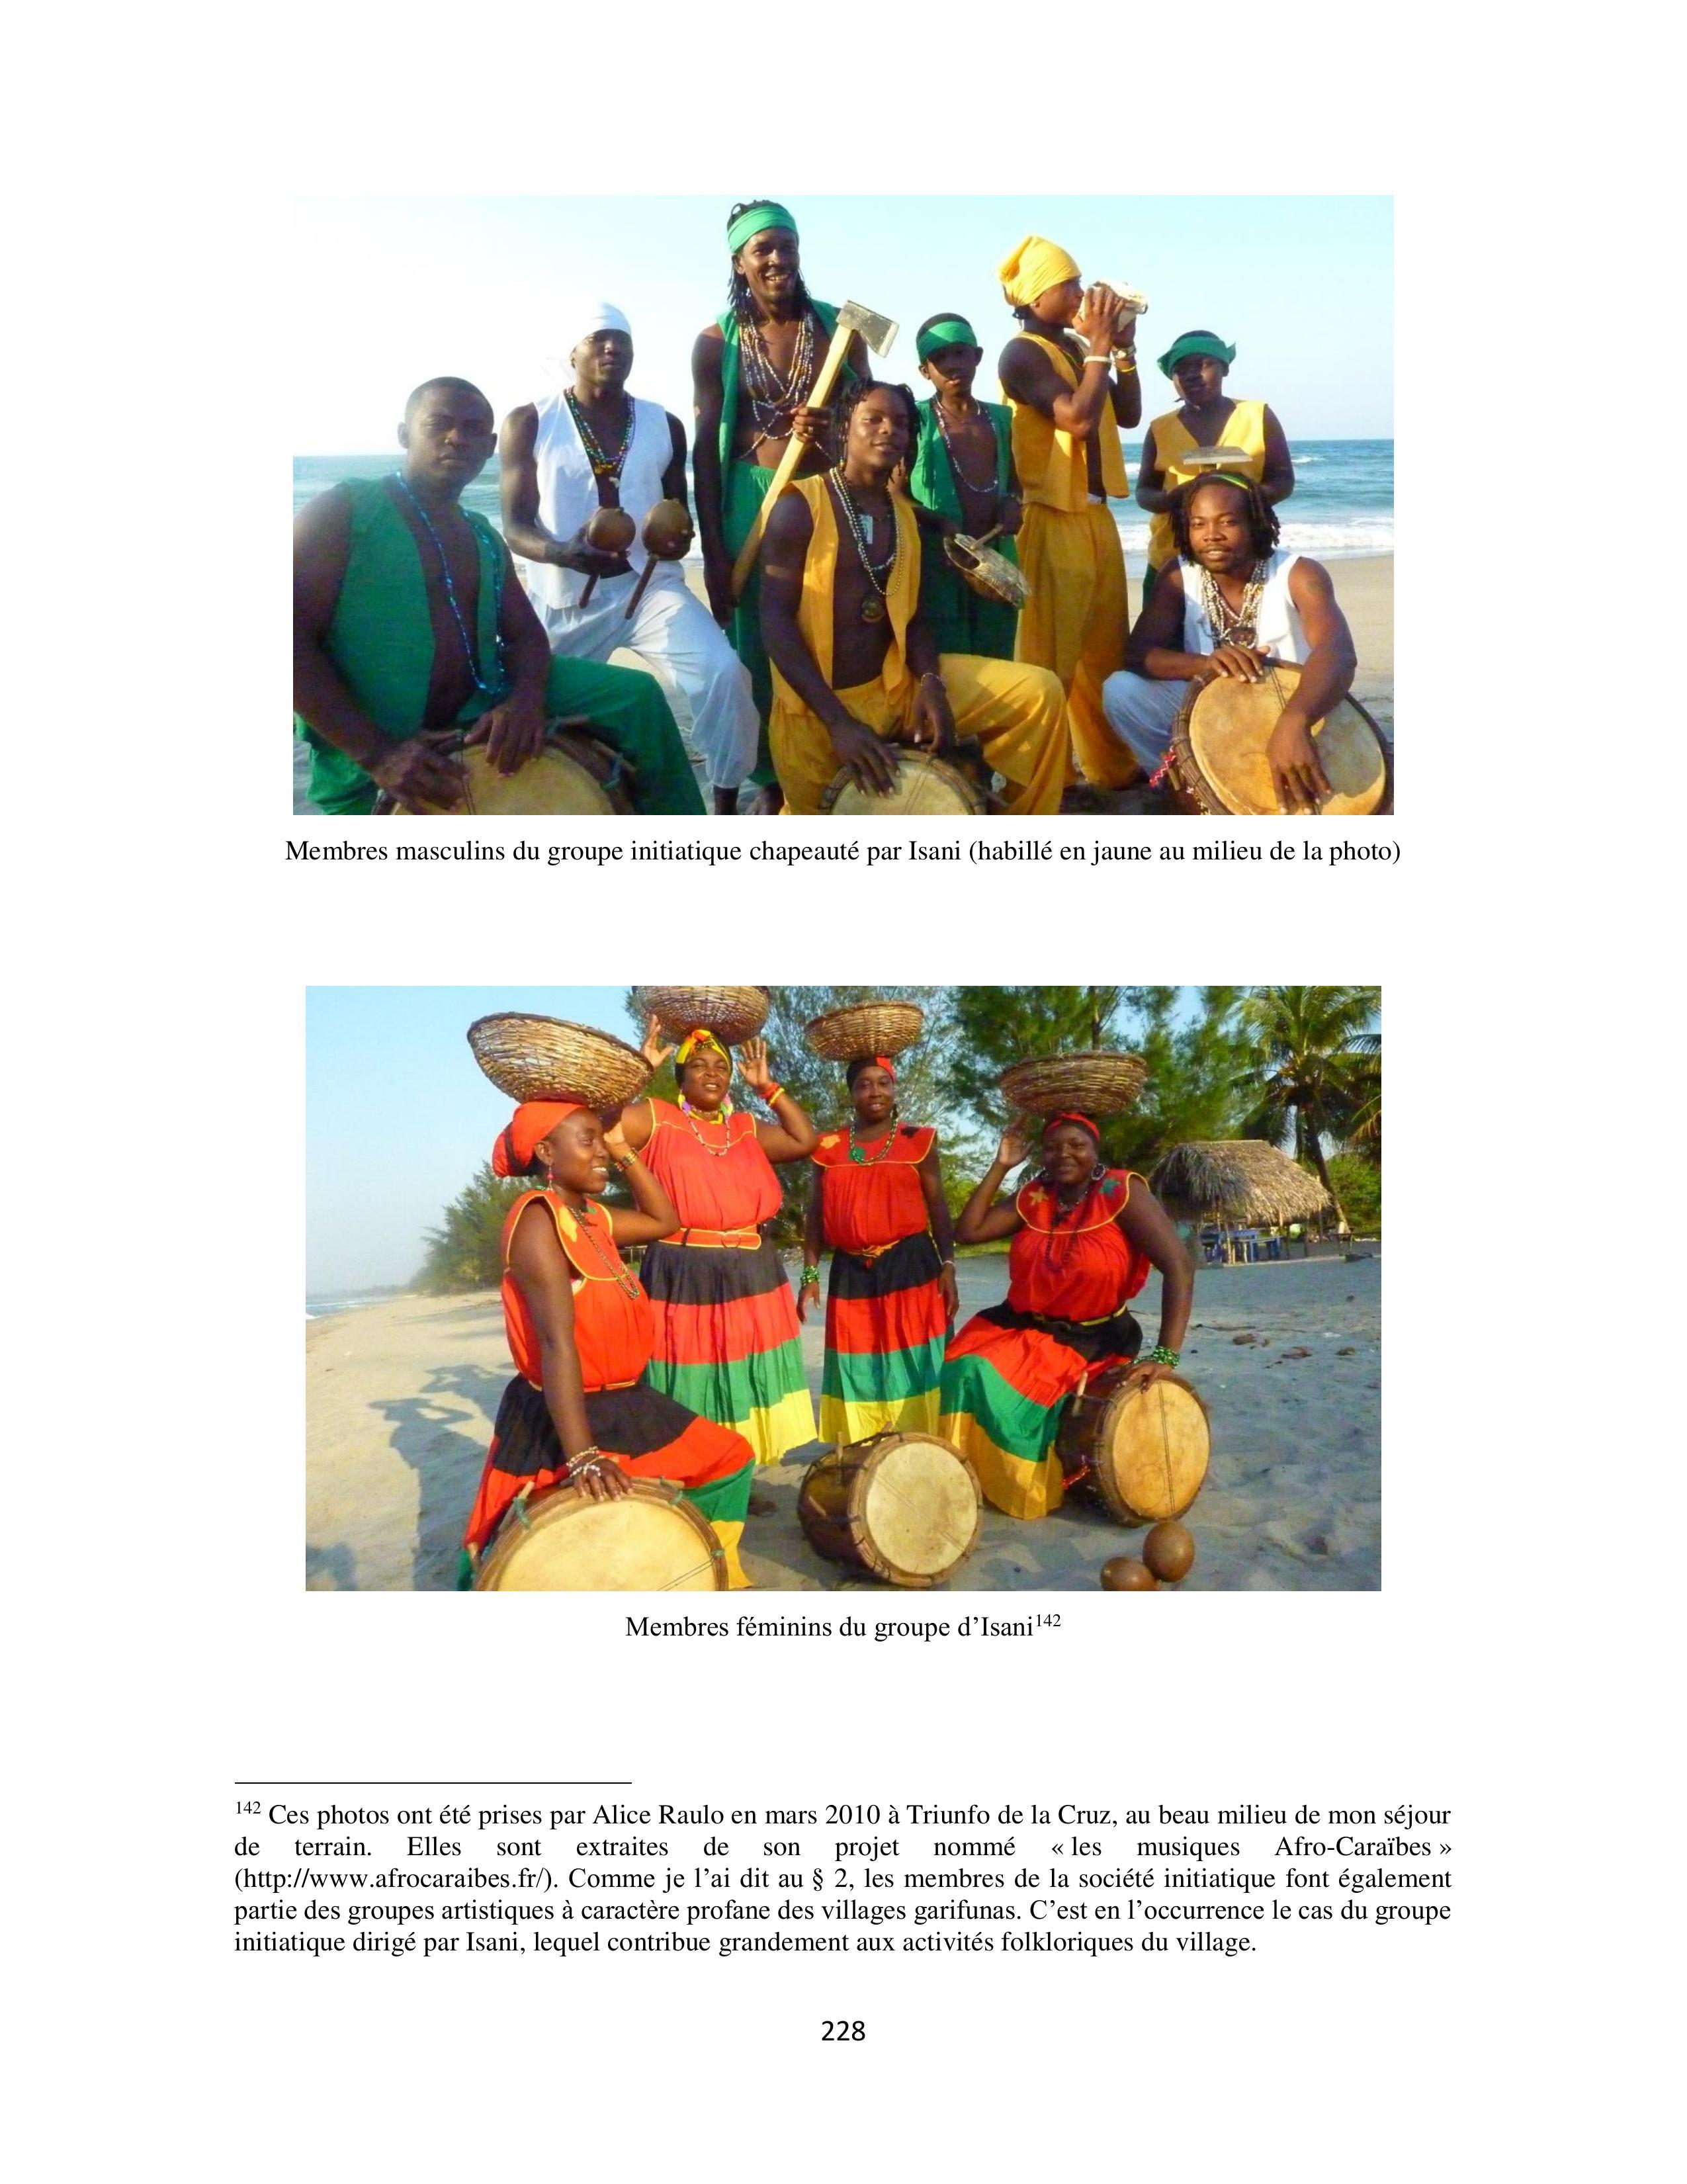 Membres masculins du groupe initiatique chapeauté par Isani (habillé en jaune au milieu de la photo)
Membres féminins du groupe d’Isani142
142 Ces photos ont été prises par Alice Raulo en mars 2010 à Triunfo de la Cruz, au beau milieu de mon séjour
de terrain. Elles sont extraites de son projet nommé « les musiques Afro-Caraïbes »
(http://www.afrocaraibes.fr/). Comme je l’ai dit au § 2, les membres de la société initiatique font également
partie des groupes artistiques à caractère profane des villages garifunas. C’est en l’occurrence le cas du groupe
initiatique dirigé par Isani, lequel contribue grandement aux activités folkloriques du village.
228